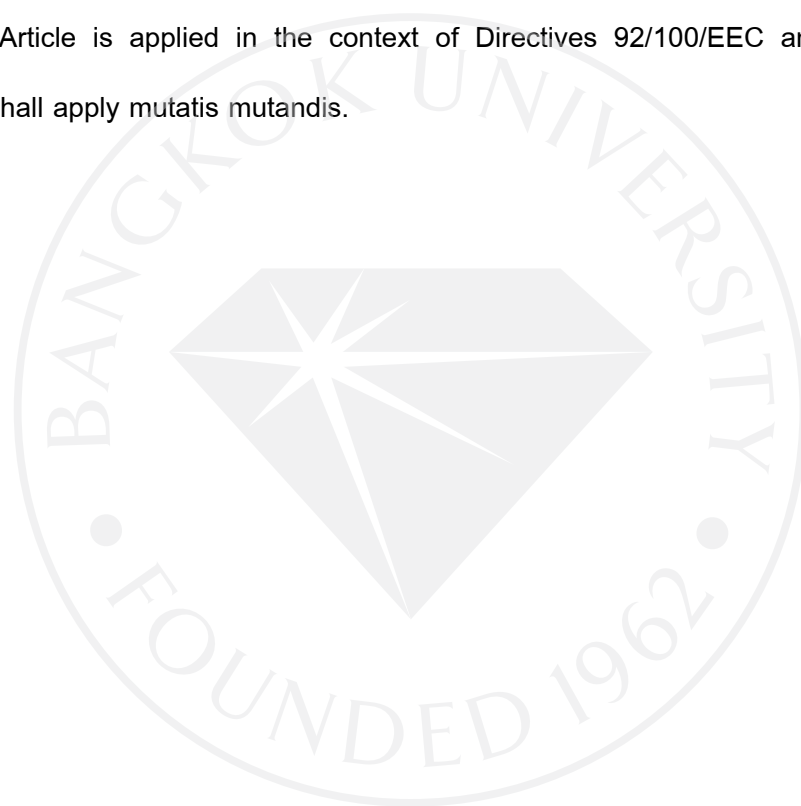 Article is applied in the context of Directives 92/100/EEC
hall apply mutatis mutandis.
BANGKOK UNIVERSITY
FOUNDED 1962